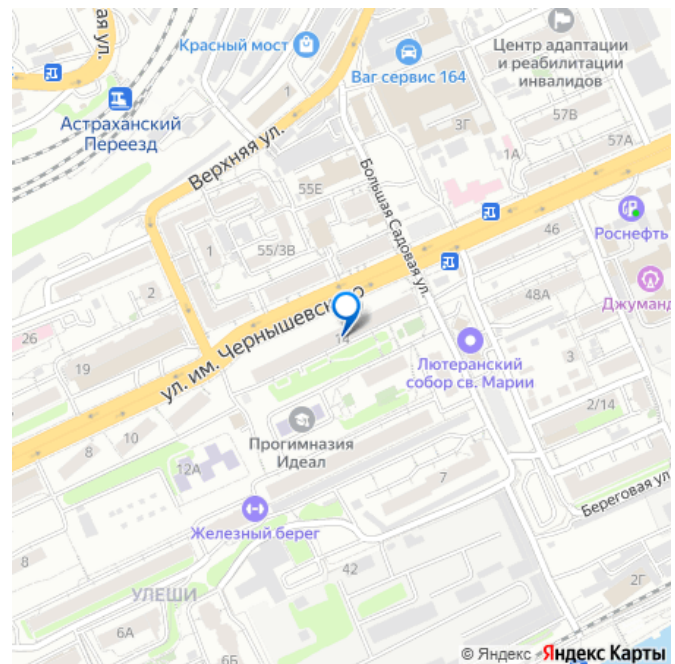 ая ул.
Красный мост
Ваг сервис 164
Центр адаптации
и реабилитации
инвалидов
Астраханский
Переезд
1
3Г
57В
57А
1А
Верхняя ул.
55Е
Большая Садовая ул.
1
55/3В
46
Роснефть
2
48А
Джуманд
ул. им. Чернышевского
14
26
19
Лютеранский
собор св. Марии
3
2/14
8
10
Прогимназия
Идеал
12А
7
Береговая ул
Железный берег
8
42
УЛЕШИ
2Г
6А
6Б
© Яндекс Яндекс Карты